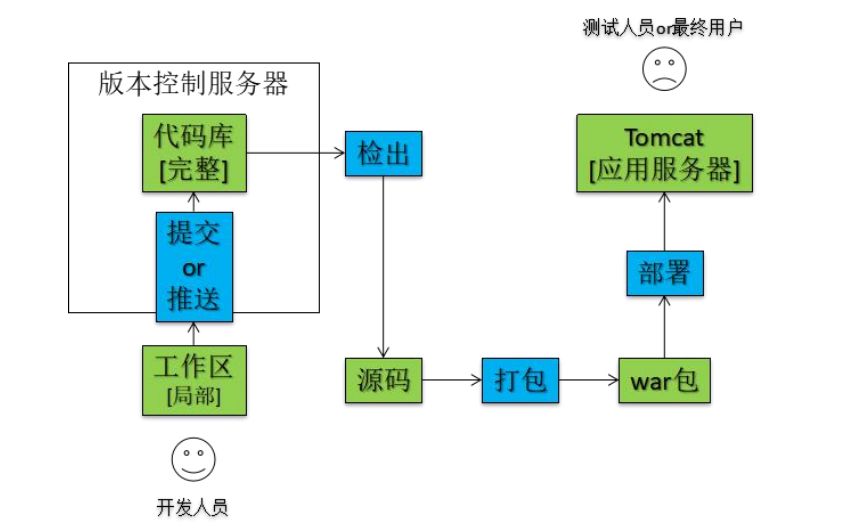 测试人员or最终用户
版本控制服务器
代码库
[完整]
检出
Tomcat
[应用服务器]
提交
or
推送
部署
工作区
[局部]
源码
打包
war包
开发人员